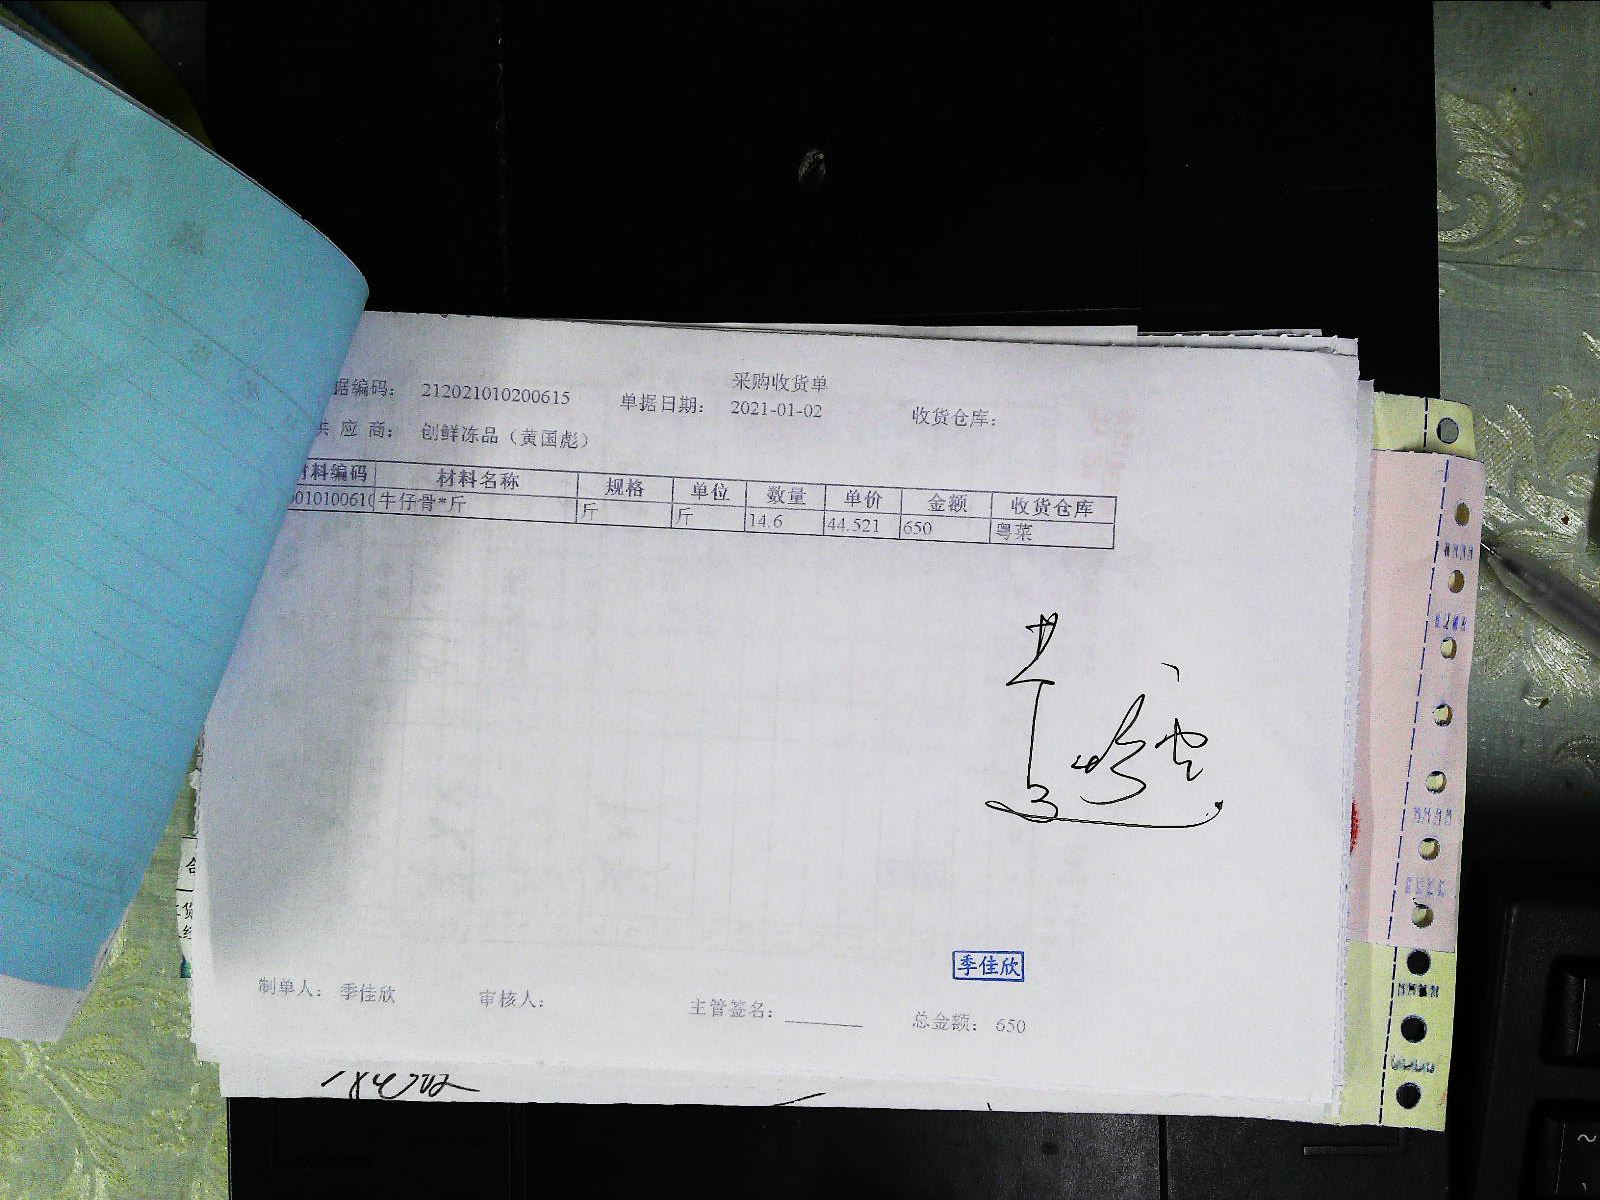 采购收货单
据编码： 212021010200615 单据日期： 2021-01-02 收货仓库：
供 应 商： 创鲜冻品（黄国彪）
材料编码 材料名称 规格 单位 数量 单价 金额 收货仓库
0010100610 牛仔骨*斤 斤 斤 14.6 44.521 650 粤菜
季佳欣
制单人： 季佳欣 审核人： 主管签名： 总金额： 650